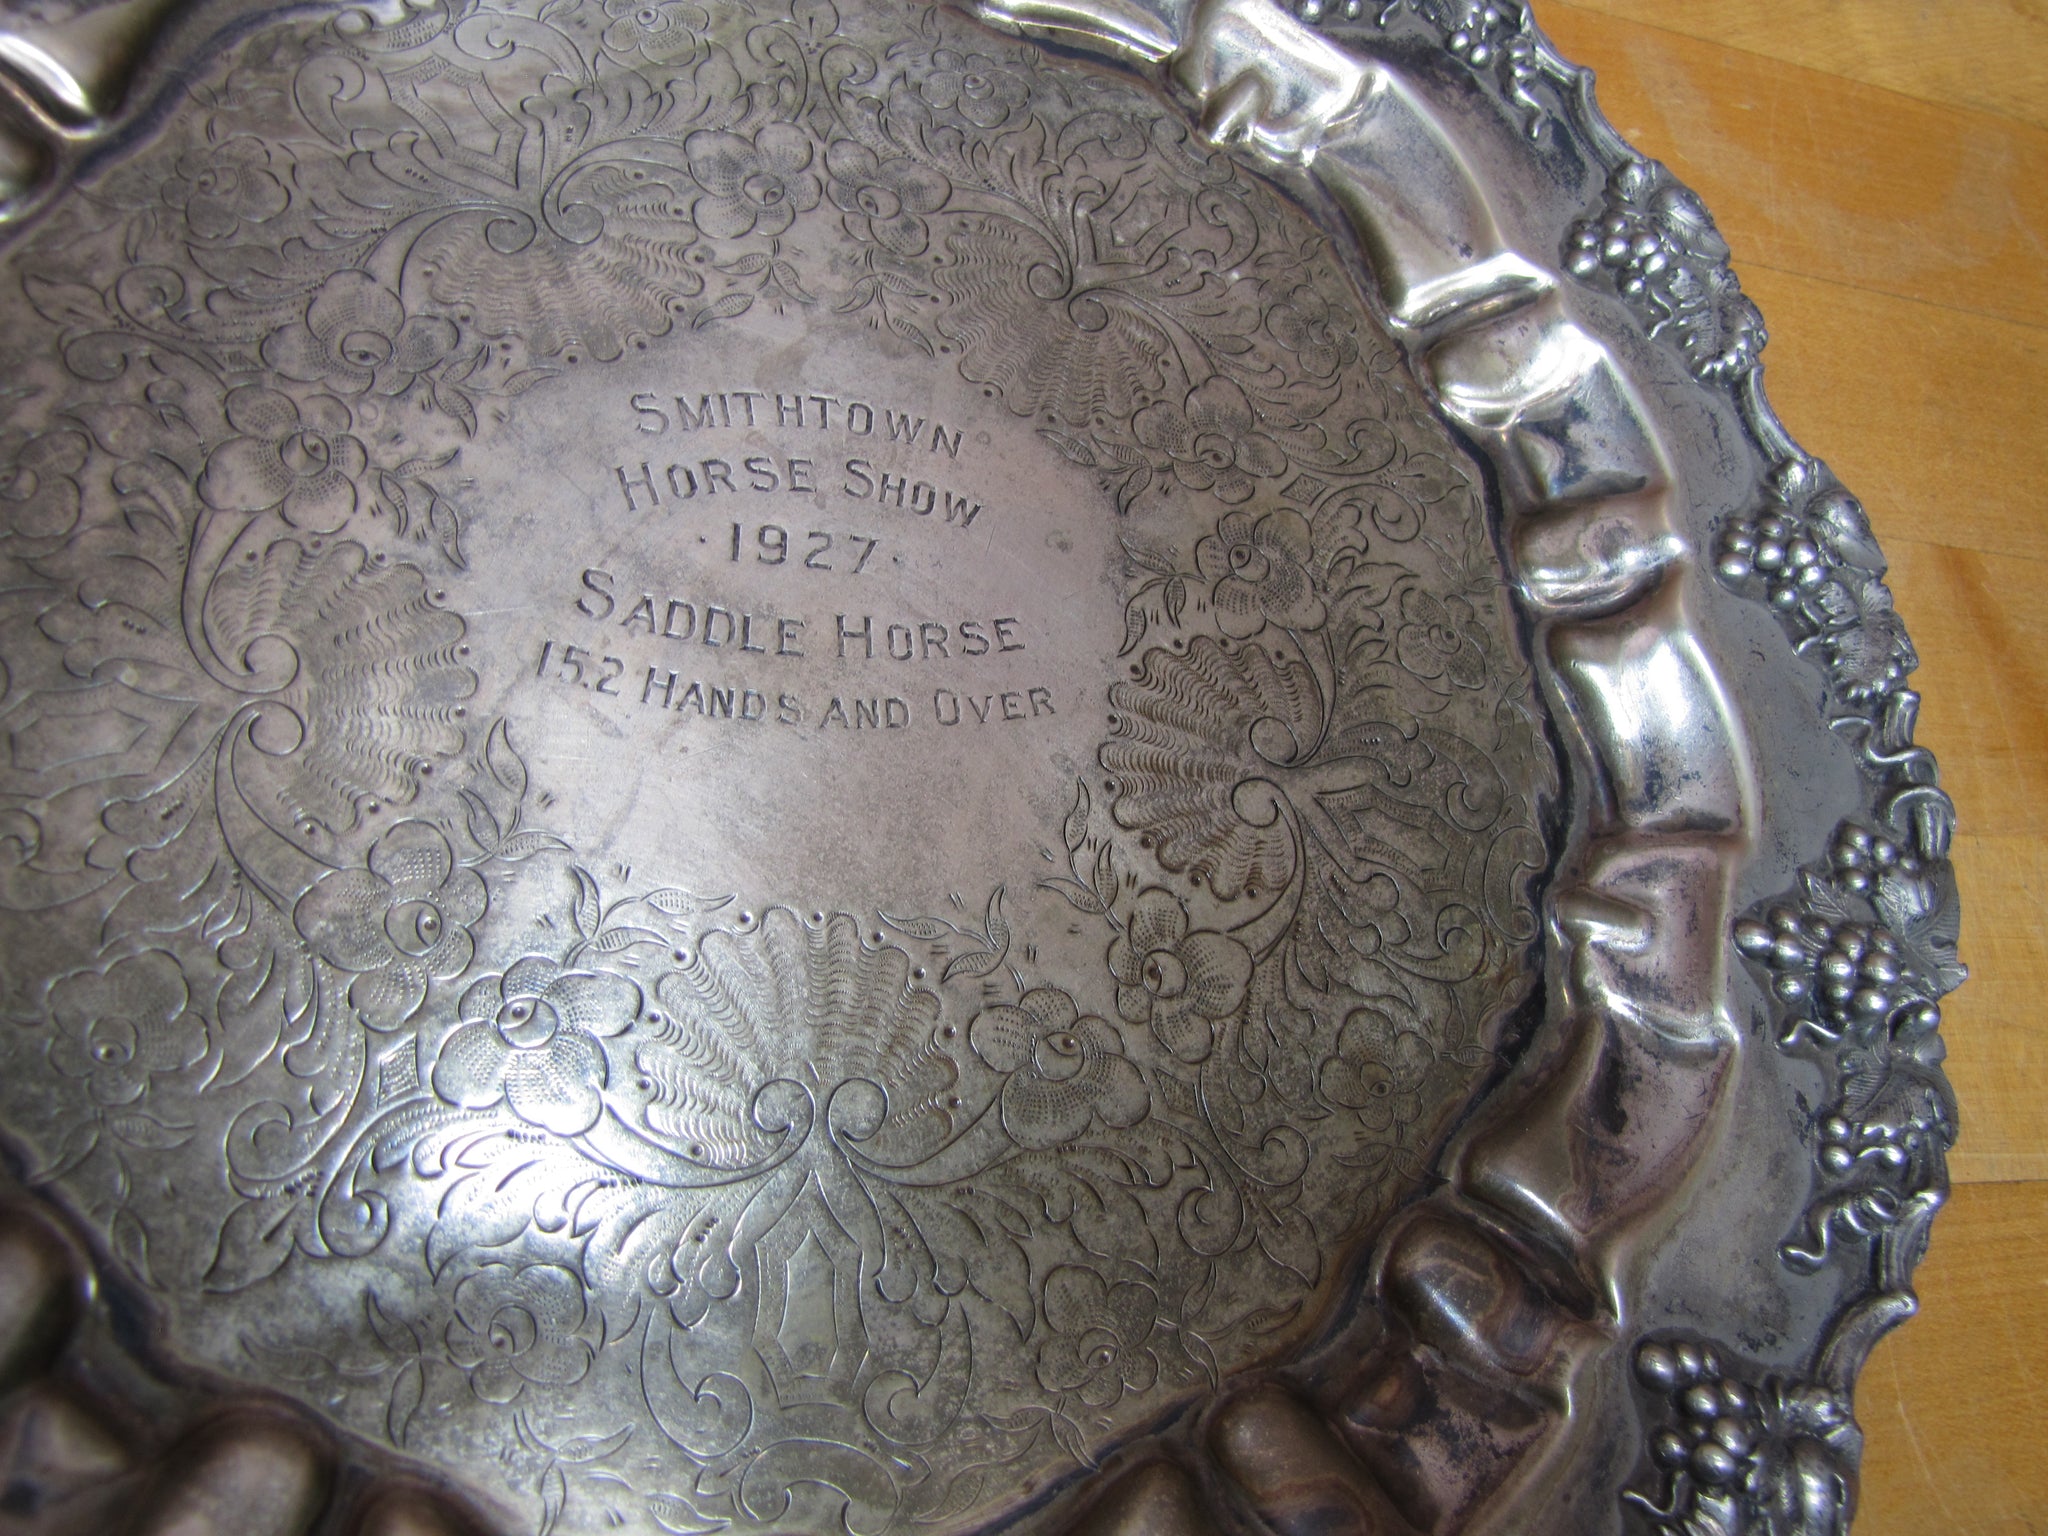 SMITHTOWN
HORSE SHOW
· 1927 ·
SADDLE HORSE
15.2 HANDS AND OVER